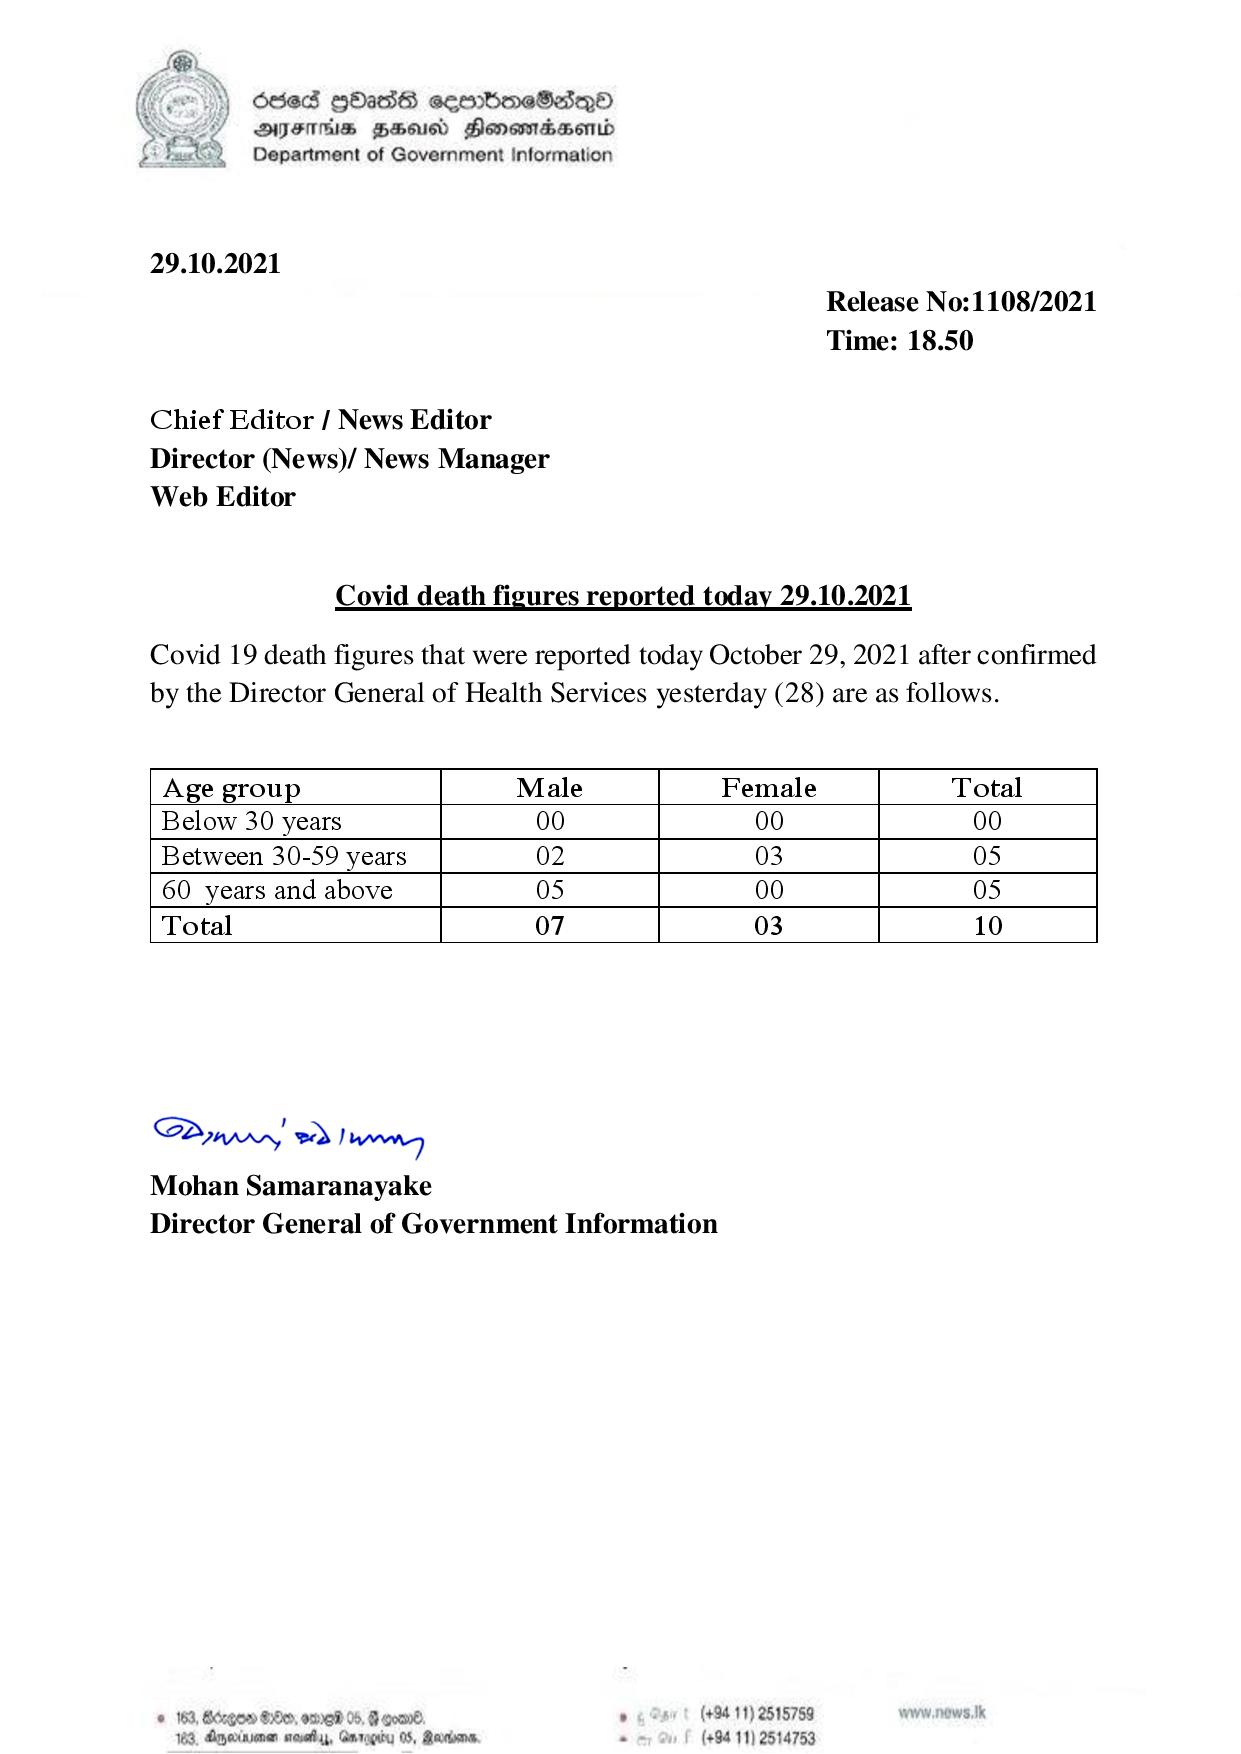 රජයේ ප්‍රවෘත්ති දෙපාර්තමේන්තුව
அரசாங்க தகவல் திணைக்களம்
Department of Government Information
29.10.2021
Release No:1108/2021
Time: 18.50
Chief Editor / News Editor
Director (News)/ News Manager
Web Editor
Covid death figures reported today 29.10.2021
Covid 19 death figures that were reported today October 29, 2021 after confirmed
by the Director General of Health Services yesterday (28) are as follows.
Age group Male Female Total
Below 30 years 00 00 00
Between 30-59 years 02 03 05
60 years and above 05 00 05
Total 07 03 10
Mohan Samaranayake
Director General of Government Information
163, කිරුලපන මාවත, කොළඹ 05, ශ්‍රී ලංකාව.
163, கிருலப்பனை எவனியூ, கொழும்பு 05, இலங்கை.
(+94 11) 2515759
(+94 11) 2514753
www.news.lk